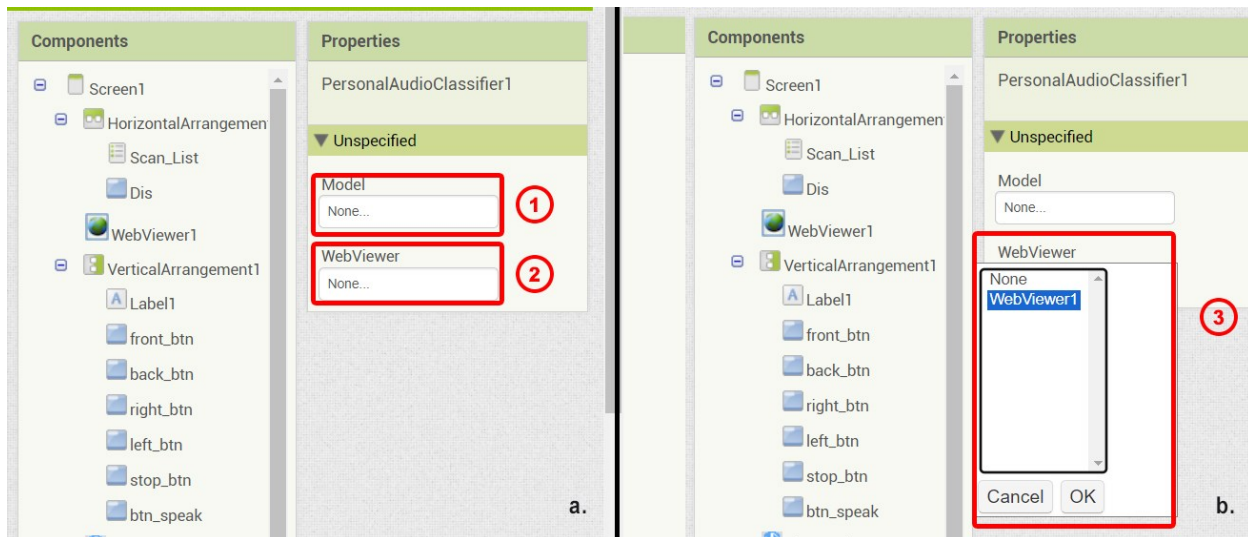 Components
Screen1
HorizontalArrangemen
Scan_List
Dis
WebViewer1
VerticalArrangement1
Label1
front_btn
back_btn
right_btn
left_btn
stop_btn
btn_speak
Properties
PersonalAudioClassifier1
Unspecified
Model
None...
1
WebViewer
None...
2
a.
Components
Screen1
HorizontalArrangemen
Scan_List
Dis
WebViewer1
VerticalArrangement1
Label1
front_btn
back_btn
right_btn
left_btn
stop_btn
btn_speak
Properties
PersonalAudioClassifier1
Unspecified
Model
None...
WebViewer
None
WebViewer1
3
Cancel OK
b.